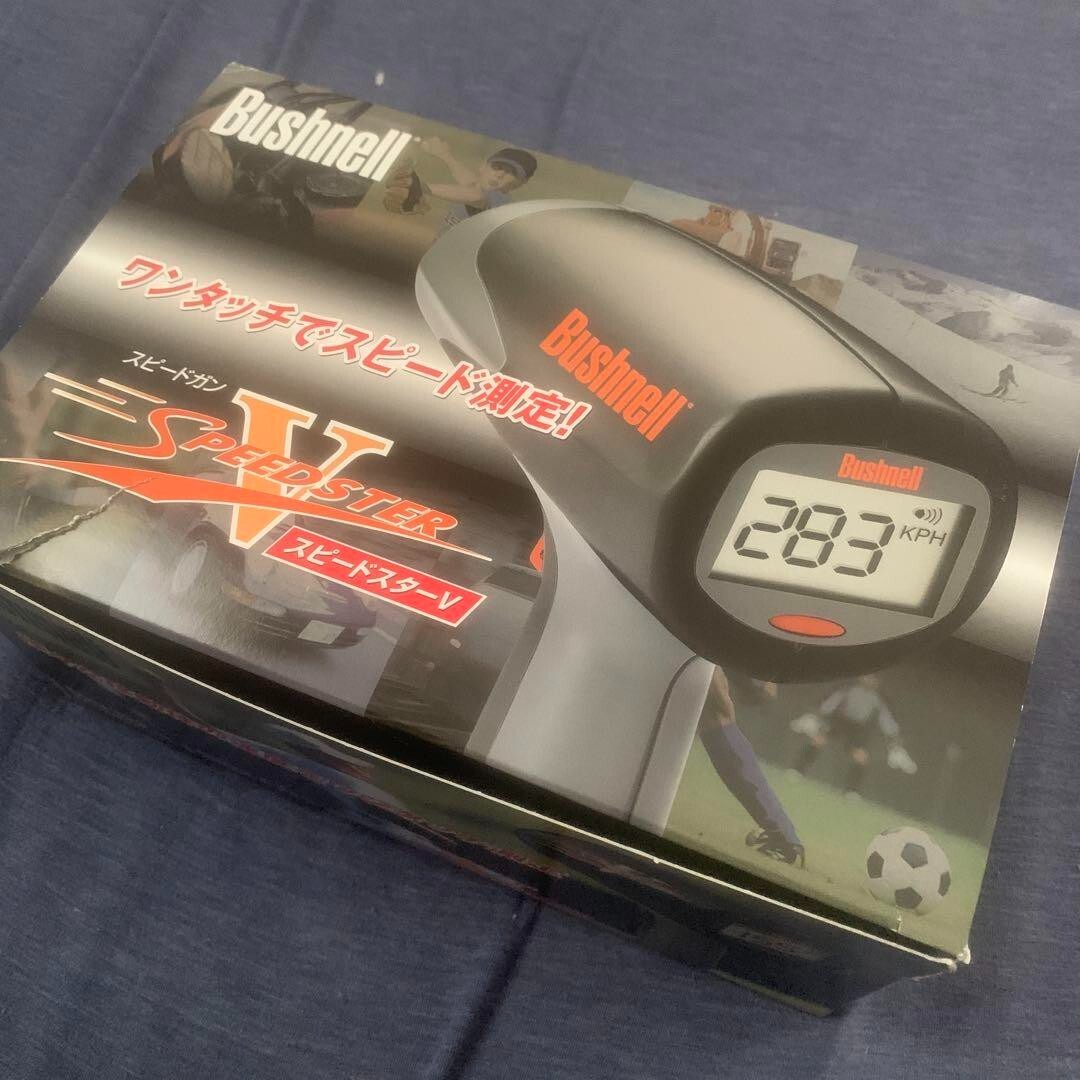 Bushnell
ワンタッチでスピード測定!
スピードガン
SPEEDSTER V
スピードスターV
Bushnell
Bushnell
283 KPH